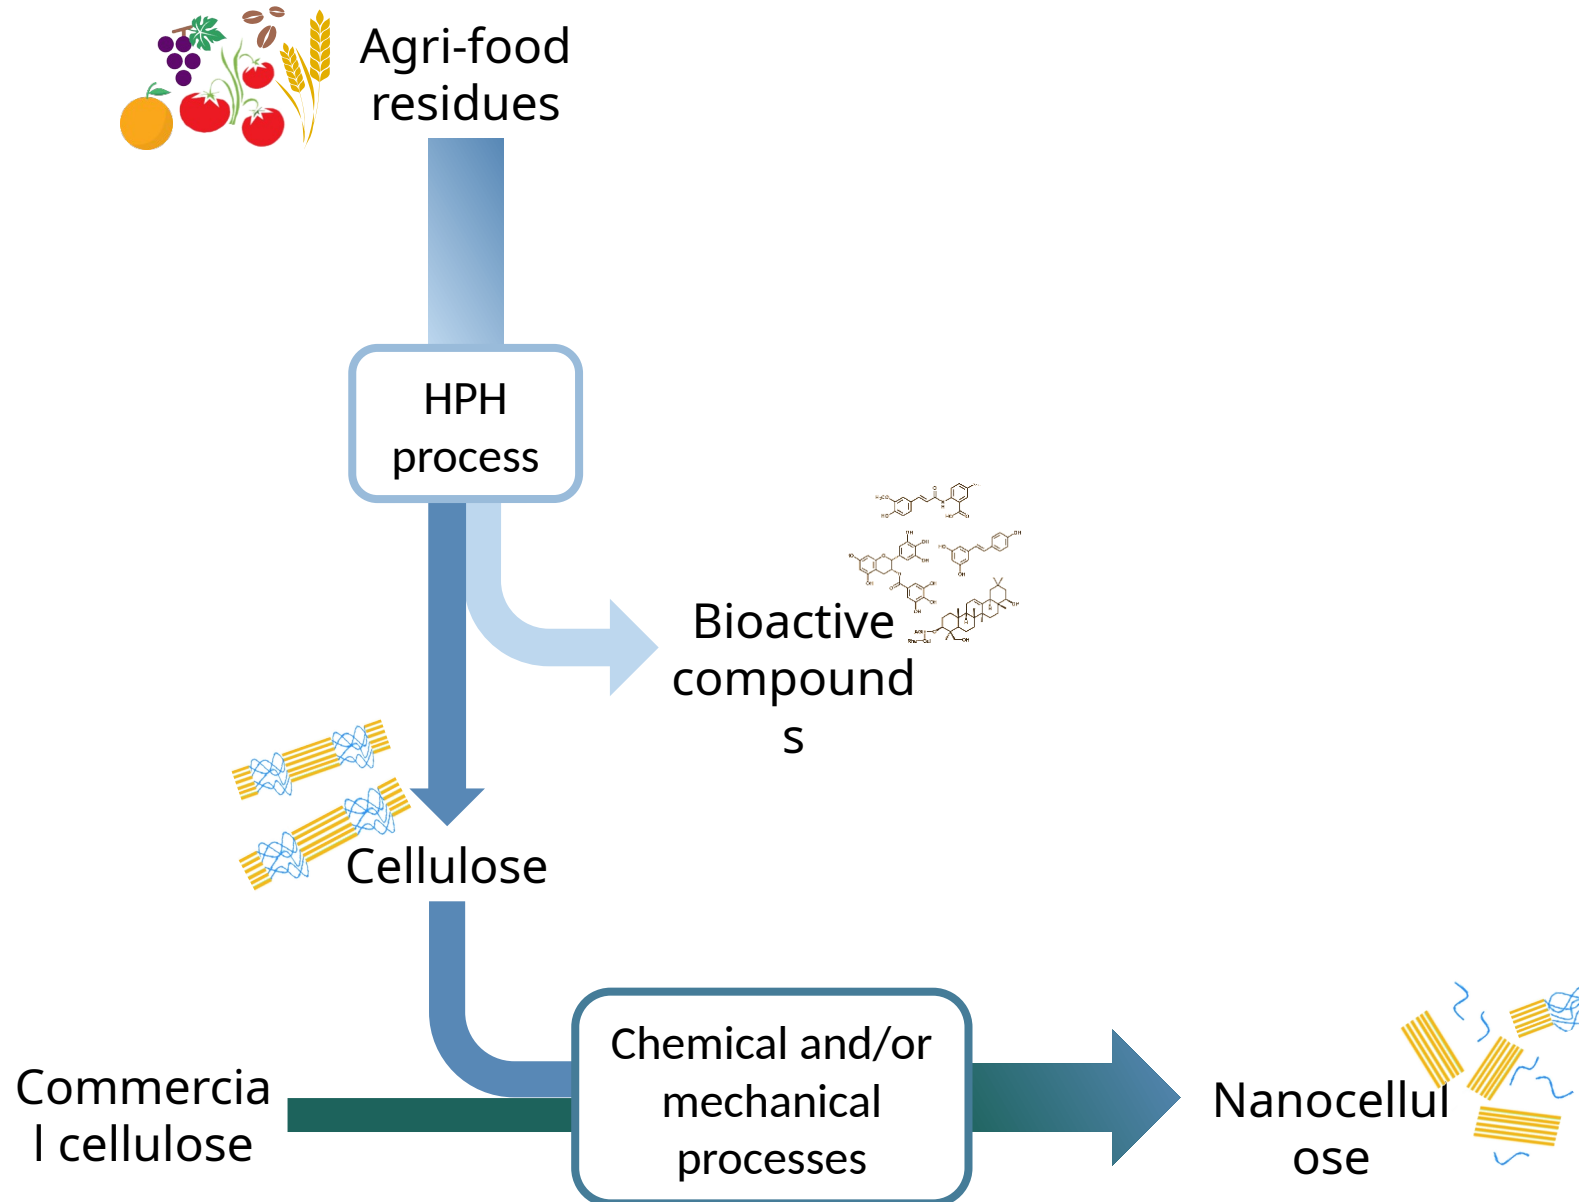 Agri-food
residues
HPH
process
Bioactive
compound
s
Cellulose
Chemical and/or
mechanical
processes
Commercia
l cellulose
Nanocellul
ose